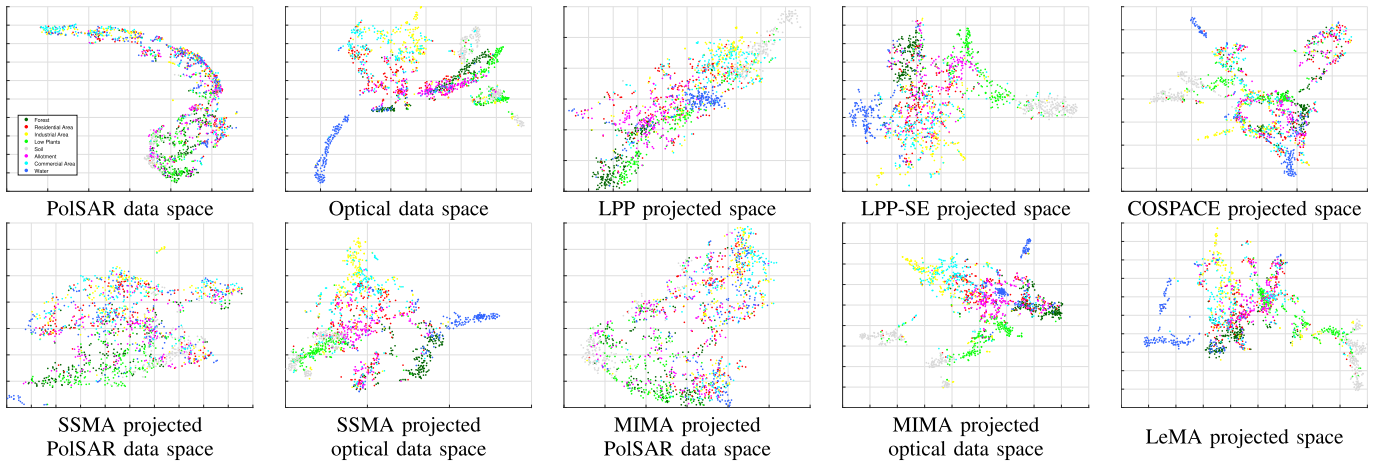 Forest
Residential Area
Industrial Area
Low Plants
Soil
Allotment
Commercial Area
Water
PolSAR data space
Optical data space
LPP projected space
LPP-SE projected space
COSPACE projected space
SSMA projected
PolSAR data space
SSMA projected
optical data space
MIMA projected
PolSAR data space
MIMA projected
optical data space
LeMA projected space